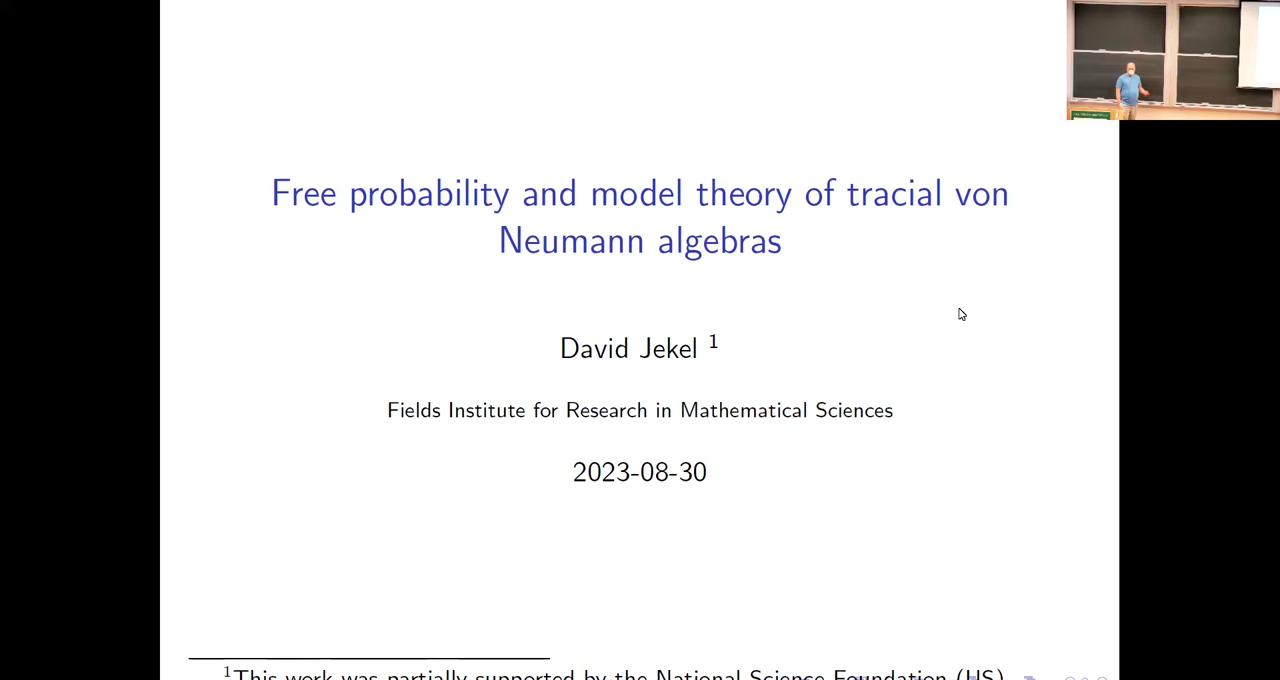 Free probability and model theory of tracial von
Neumann algebras
David Jekel ¹
Fields Institute for Research in Mathematical Sciences
2023-08-30
¹This work was partially supported by the National Science Foundation (US)